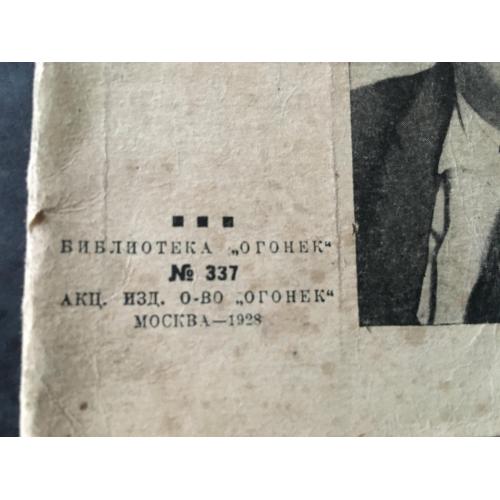 БИБЛИОТЕКА „ОГОНЕК“
№ 337
АКЦ. ИЗД. О-ВО „ОГОНЕК“
МОСКВА—1928